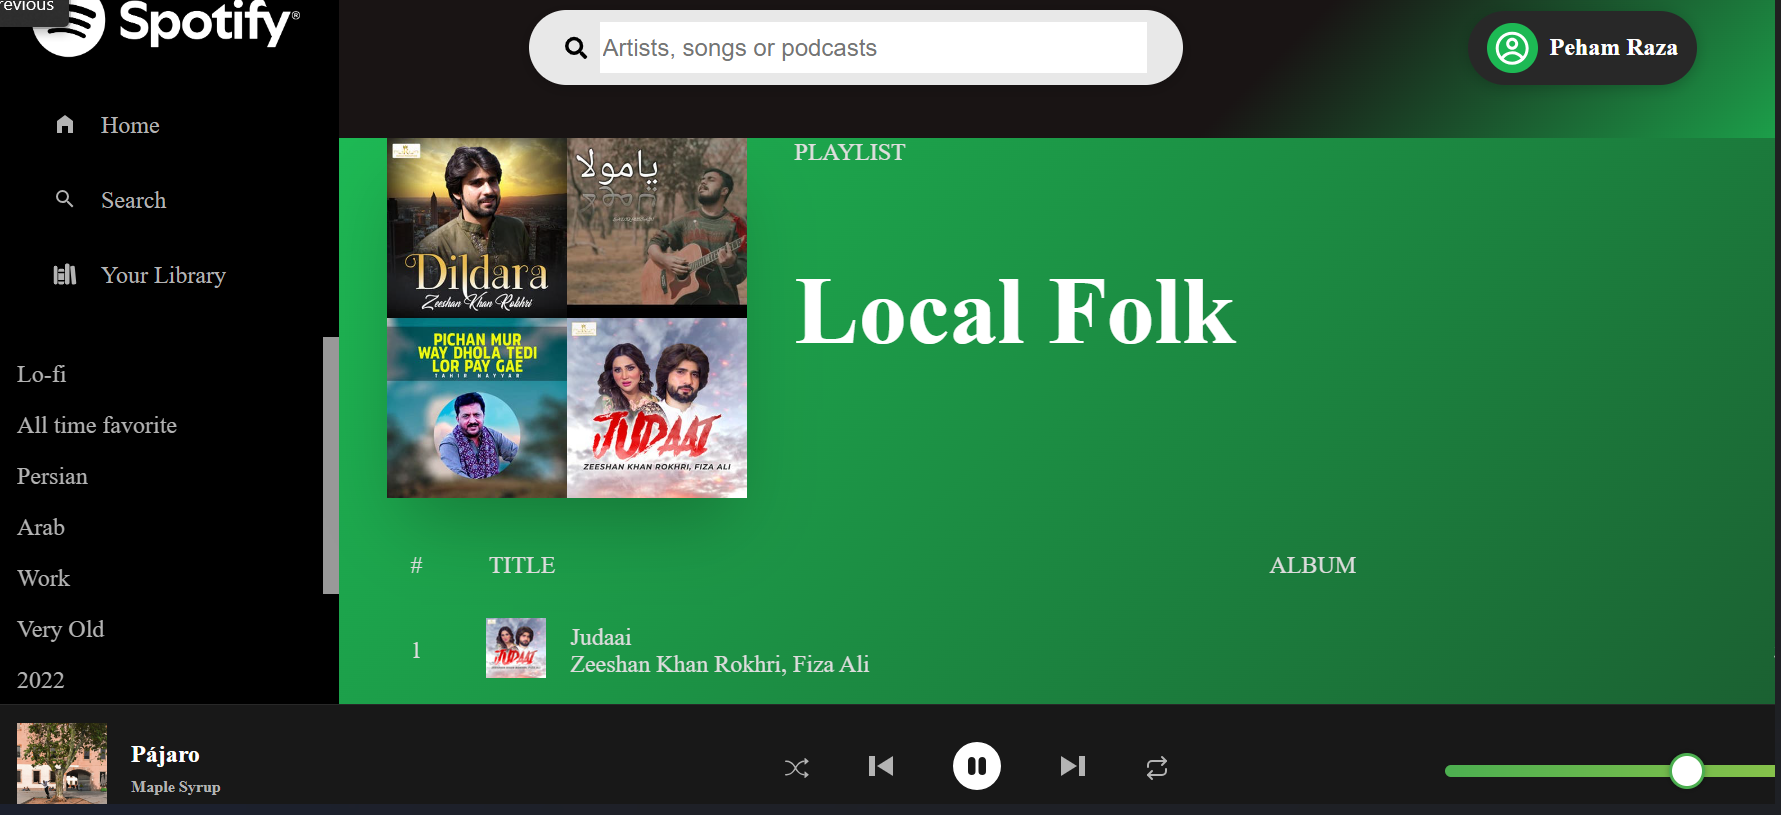 revious
Spotify®
Artists, songs or podcasts
Peham Raza
Home
Search
Your Library
Lo-fi
All time favorite
Persian
Arab
Work
Very Old
2022
Dildara
Zeeshan Khan Rokhri
یامولا
PICHAN MUR
WAY DHOLA TEDI
LOR PAY GAE
TAHIR NAYYAR
JUDAAI
ZEESHAN KHAN ROKHRI, FIZA ALI
PLAYLIST
Local Folk
# TITLE ALBUM
1
JUDAAI
Judaai
Zeeshan Khan Rokhri, Fiza Ali
Pájaro
Maple Syrup